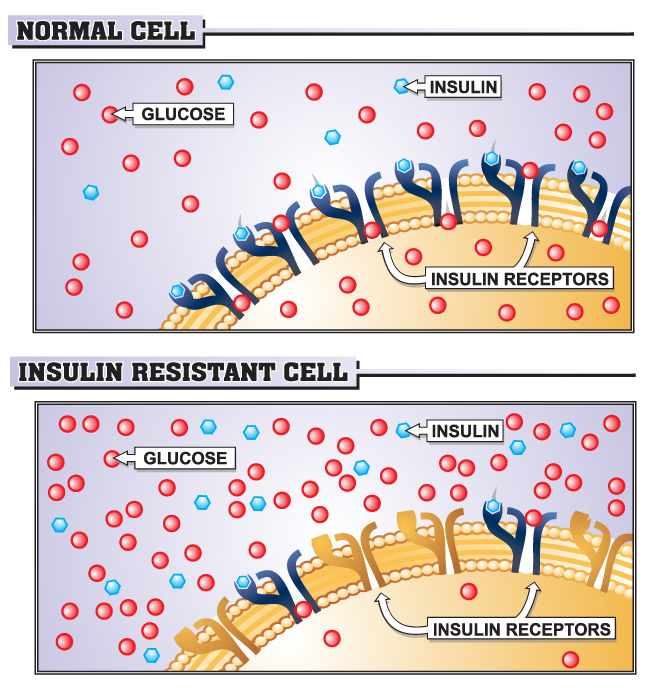 NORMAL CELL
INSULIN
GLUCOSE
INSULIN RECEPTORS
INSULIN RESISTANT CELL
INSULIN
GLUCOSE
INSULIN RECEPTORS